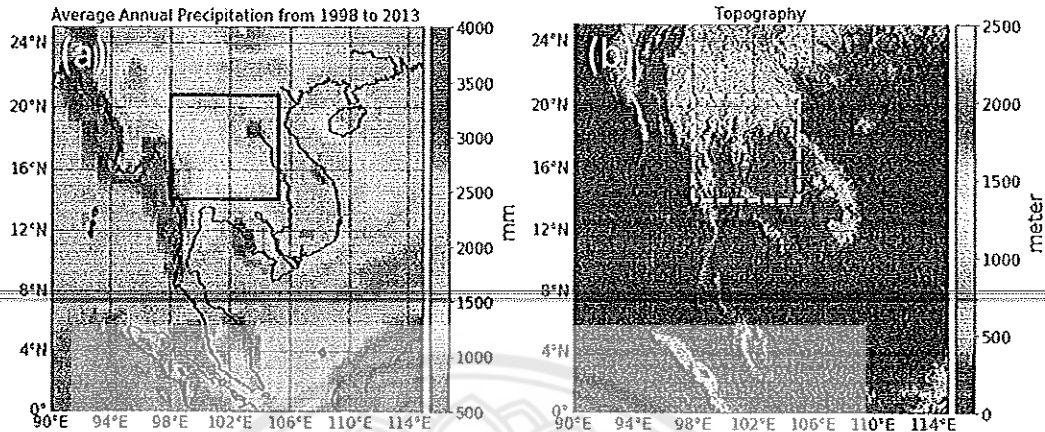 Average Annual Precipitation from 1998 to 2013
(a)
24°N
20°N
16°N
12°N
8°N
4°N
0°
90°E 94°E 98°E 102°E 106°E 110°E 114°E
4000
3500
3000
2500
2000
1500
1000
500
mm
Topography
(b)
24°N
20°N
16°N
12°N
8°N
4°N
0°
90°E 94°E 98°E 102°E 106°E 110°E 114°E
2500
2000
1500
1000
500
0
meter